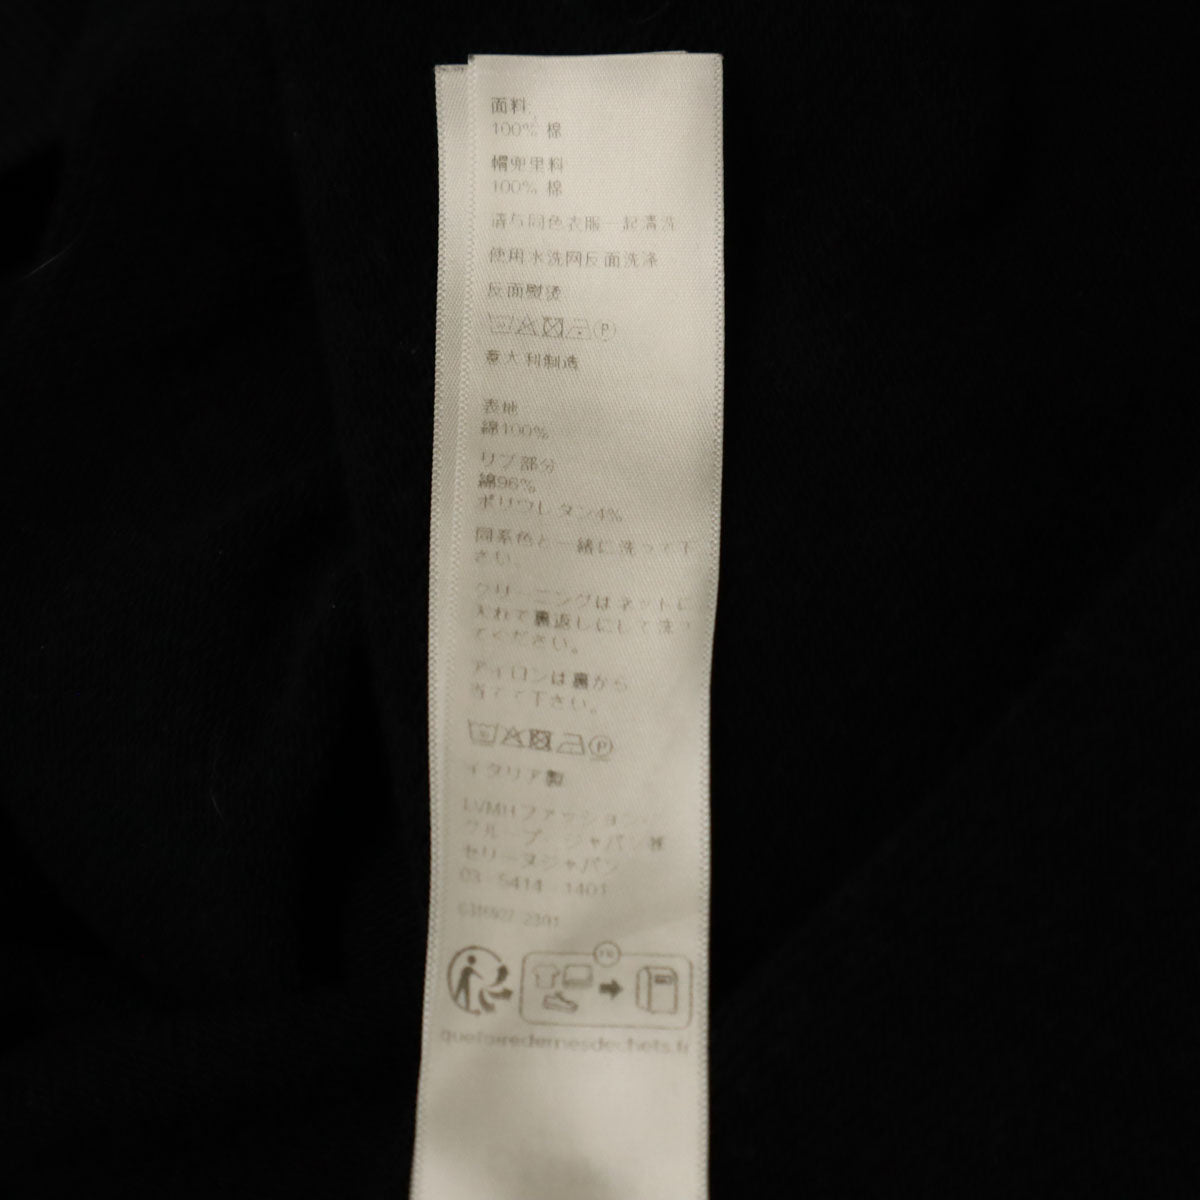 面料
100% 棉
帽兜里料
100% 棉
请与同色衣服一起清洗
使用水洗网反面洗涤
反面熨烫
P
意大利制造
表地
綿100%
リブ部分
綿96%
ポリウレタン4%
同系色と一緒に洗って下
さい。
クリーニングはネットに
入れて裏返しにして洗っ
てください。
アイロンは裏から
当てて下さい。
P
イタリア製
LVMHファッション
グループ・ジャパン㈱
セリーヌジャパン
03 5414 1401
2301
FR
quefairedemesdechets.fr